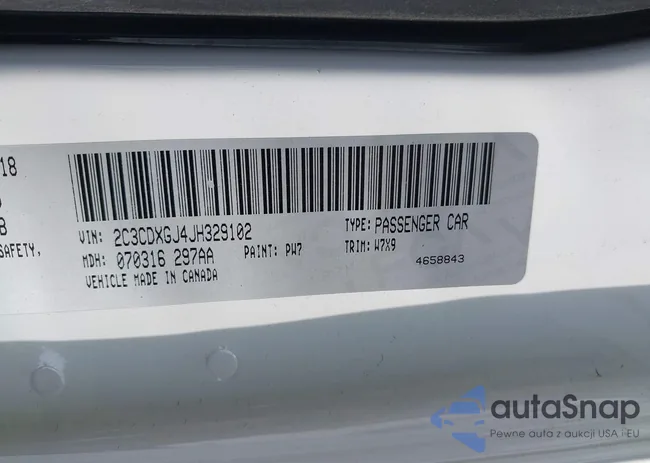 18
8
SAFETY,
VIN: 2C3CDXGJ4JH329102
TYPE: PASSENGER CAR
MDH: 070316 297AA
PAINT: PW7
TRIM: W7X9
VEHICLE MADE IN CANADA
4658843
autaSnap
Pewne auta z aukcji USA i EU